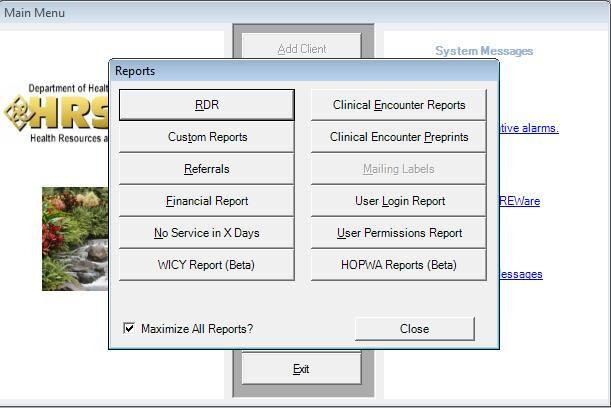 Main Menu
Add Client
System Messages
Department of Healt
HRS
Health Resources a
tive alarms.
REWare
essages
Reports
RDR
Clinical Encounter Reports
Custom Reports
Clinical Encounter Preprints
Referrals
Mailing Labels
Financial Report
User Login Report
No Service in X Days
User Permissions Report
WICY Report (Beta)
HOPWA Reports (Beta)
Maximize All Reports?
Close
Exit